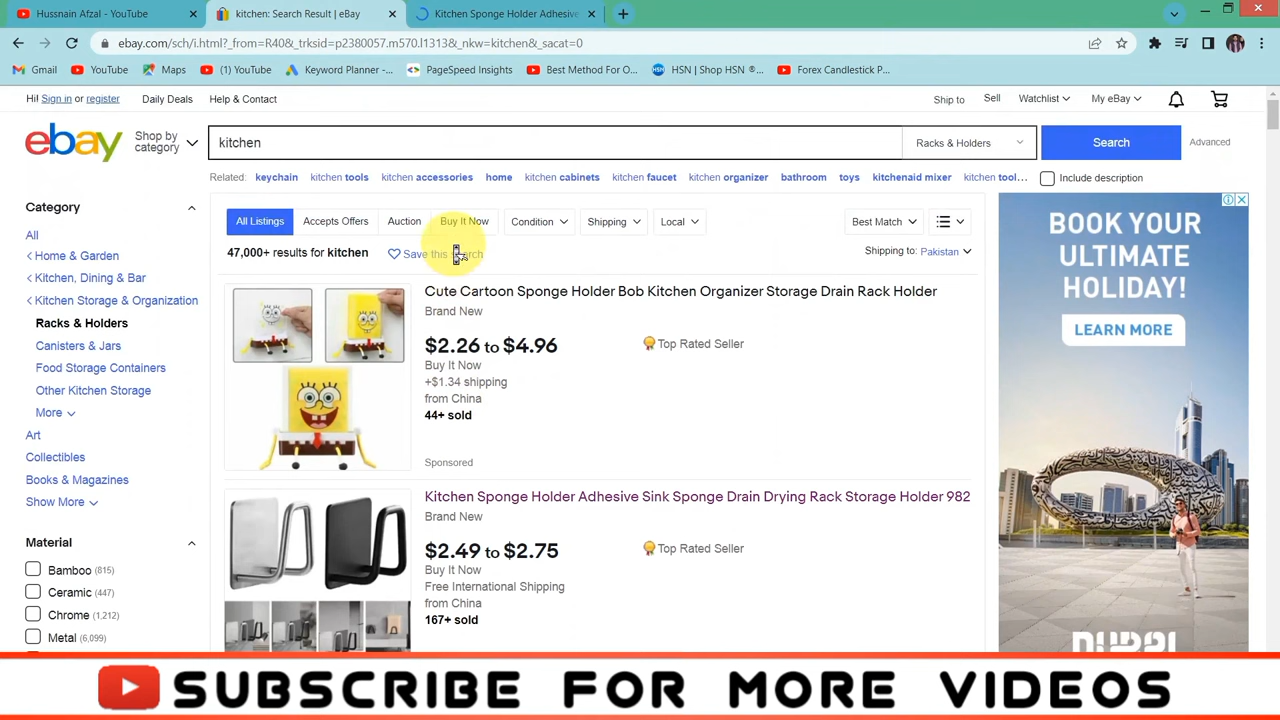 Hussnain Afzal - YouTube
kitchen: Search Result | eBay
Kitchen Sponge Holder Adhesive
ebay.com/sch/i.html?_from=R40&_trksid=p2380057.m570.l1313&_nkw=kitchen&_sacat=0
Gmail YouTube Maps (1) YouTube Keyword Planner -... PageSpeed Insights Best Method For O... HSN | Shop HSN ®... Forex Candlestick P...
Hi! Sign in or register Daily Deals Help & Contact Ship to Sell Watchlist My eBay
ebay Shop by category kitchen Racks & Holders Search Advanced
Related: keychain kitchen tools kitchen accessories home kitchen cabinets kitchen faucet kitchen organizer bathroom toys kitchenaid mixer kitchen tool... Include description
Category
All
Home & Garden
Kitchen, Dining & Bar
Kitchen Storage & Organization
Racks & Holders
Canisters & Jars
Food Storage Containers
Other Kitchen Storage
More
Art
Collectibles
Books & Magazines
Show More
Material
Bamboo (815)
Ceramic (447)
Chrome (1,212)
Metal (6,099)
All Listings Accepts Offers Auction Buy It Now Condition Shipping Local Best Match
47,000+ results for kitchen Save this search Shipping to: Pakistan
Cute Cartoon Sponge Holder Bob Kitchen Organizer Storage Drain Rack Holder
Brand New
$2.26 to $4.96 Top Rated Seller
Buy It Now
+$1.34 shipping
from China
44+ sold
Sponsored
Kitchen Sponge Holder Adhesive Sink Sponge Drain Drying Rack Storage Holder 982
Brand New
$2.49 to $2.75 Top Rated Seller
Buy It Now
Free International Shipping
from China
167+ sold
BOOK YOUR
ULTIMATE
HOLIDAY!
LEARN MORE
DUBAI
SUBSCRIBE FOR MORE VIDEOS